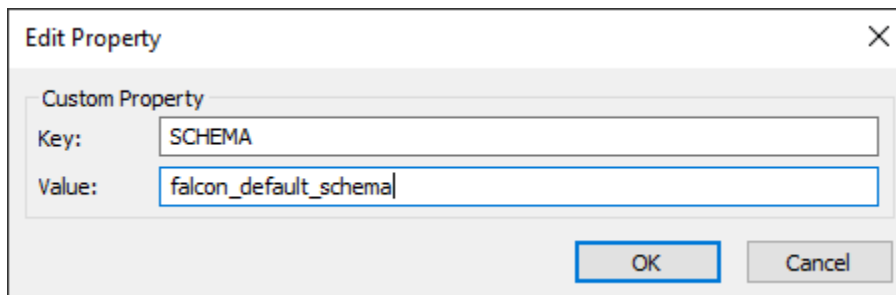 Edit Property
Custom Property
Key: SCHEMA
Value: falcon_default_schema
OK Cancel